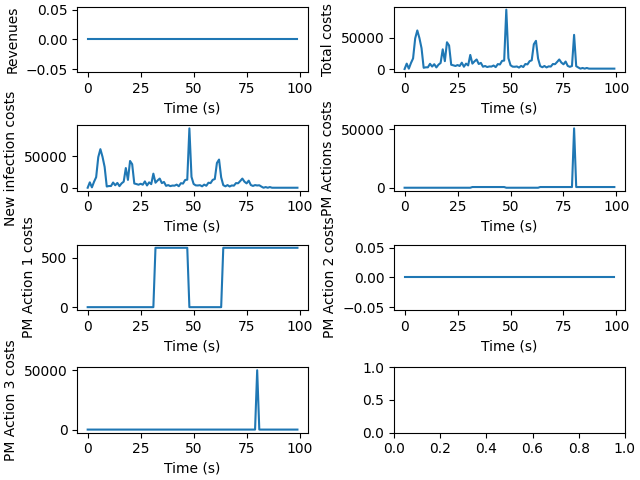 Revenues
0.05
0.00
−0.05
0 25 50 75 100
Time (s)
Total costs
50000
0
0 25 50 75 100
Time (s)
New infection costs
50000
0
0 25 50 75 100
Time (s)
PM Actions costs
50000
0
0 25 50 75 100
Time (s)
PM Action 1 costs
500
0
0 25 50 75 100
Time (s)
PM Action 2 costs
0.05
0.00
−0.05
0 25 50 75 100
Time (s)
PM Action 3 costs
50000
0
0 25 50 75 100
Time (s)
1.0
0.5
0.0
0.0 0.2 0.4 0.6 0.8 1.0